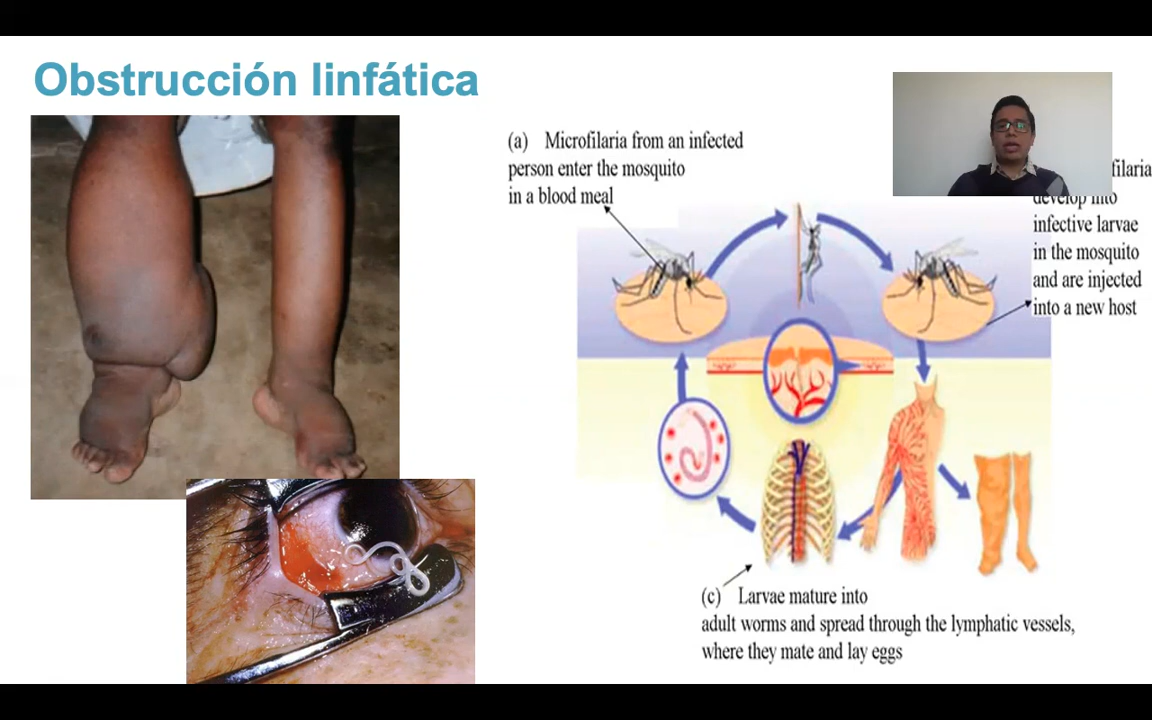 Obstrucción linfática
(a) Microfilaria from an infected
person enter the mosquito
in a blood meal
filaria
develop into
infective larvae
in the mosquito
and are injected
into a new host
(c) Larvae mature into
adult worms and spread through the lymphatic vessels,
where they mate and lay eggs